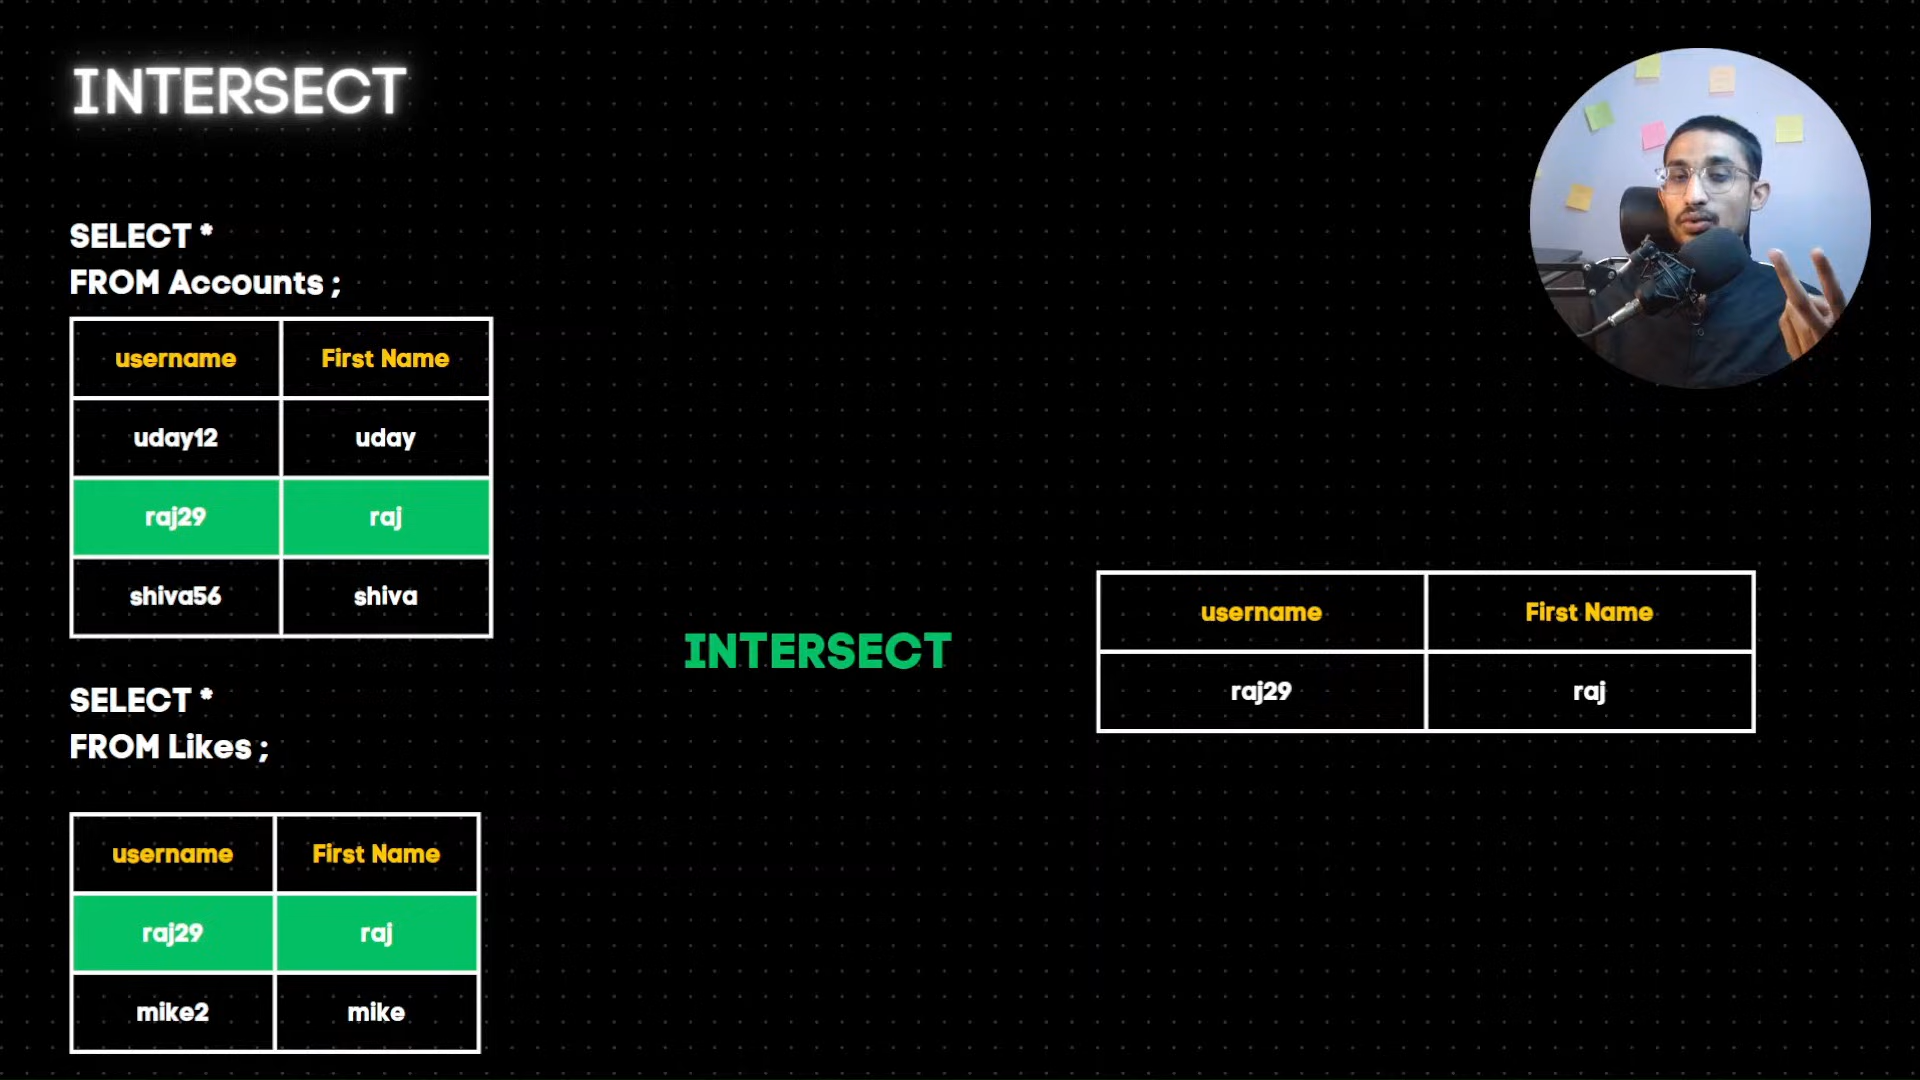 INTERSECT
SELECT *
FROM Accounts ;
username First Name
uday12 uday
raj29 raj
shiva56 shiva
SELECT *
FROM Likes ;
username First Name
raj29 raj
mike2 mike
INTERSECT
username First Name
raj29 raj